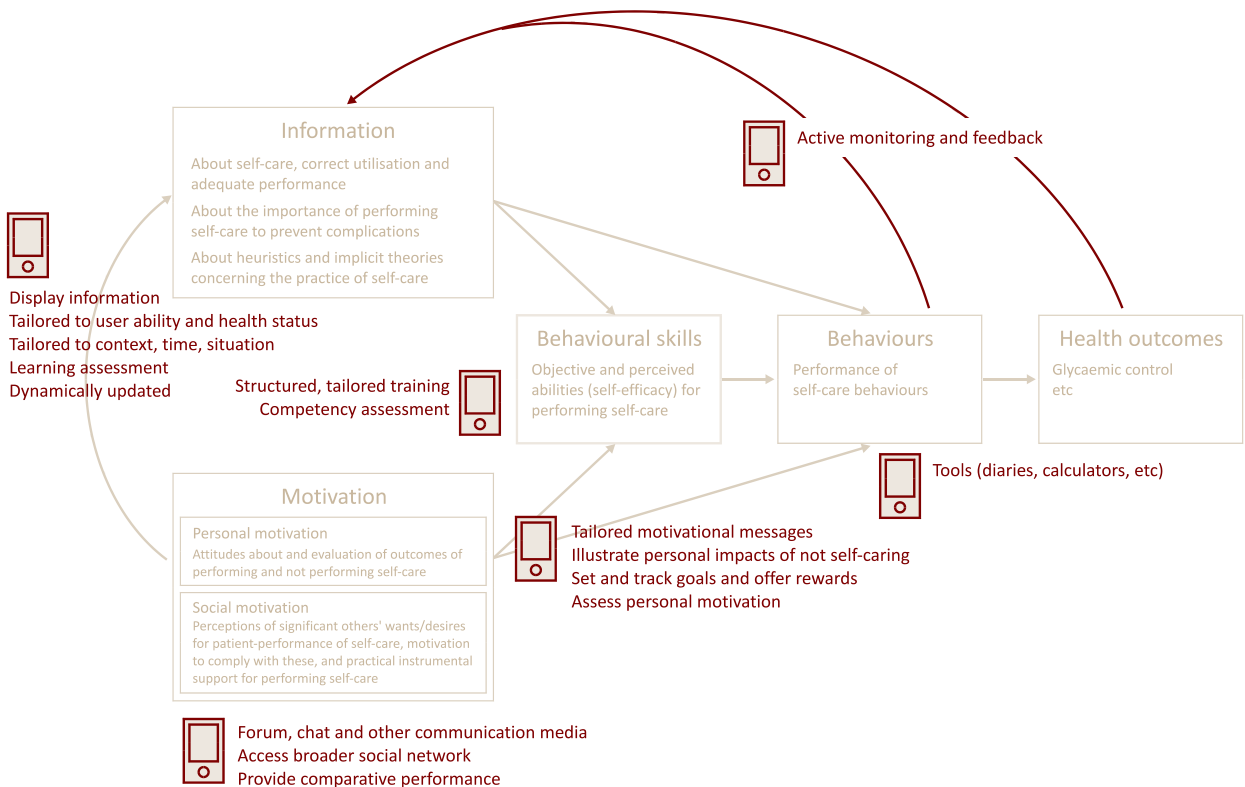 Active monitoring and feedback
Information
About self-care, correct utilisation and
adequate performance
About the importance of performing
self-care to prevent complications
About heuristics and implicit theories
concerning the practice of self-care
Display information
Tailored to user ability and health status
Tailored to context, time, situation
Learning assessment
Dynamically updated
Structured, tailored training
Competency assessment
Behavioural skills
Objective and perceived
abilities (self-efficacy) for
performing self-care
Behaviours
Performance of
self-care behaviours
Health outcomes
Glycaemic control
etc
Tools (diaries, calculators, etc)
Motivation
Personal motivation
Attitudes about and evaluation of outcomes of
performing and not performing self-care
Social motivation
Perceptions of significant others' wants/desires
for patient-performance of self-care, motivation
to comply with these, and practical instrumental
support for performing self-care
Tailored motivational messages
Illustrate personal impacts of not self-caring
Set and track goals and offer rewards
Assess personal motivation
Forum, chat and other communication media
Access broader social network
Provide comparative performance